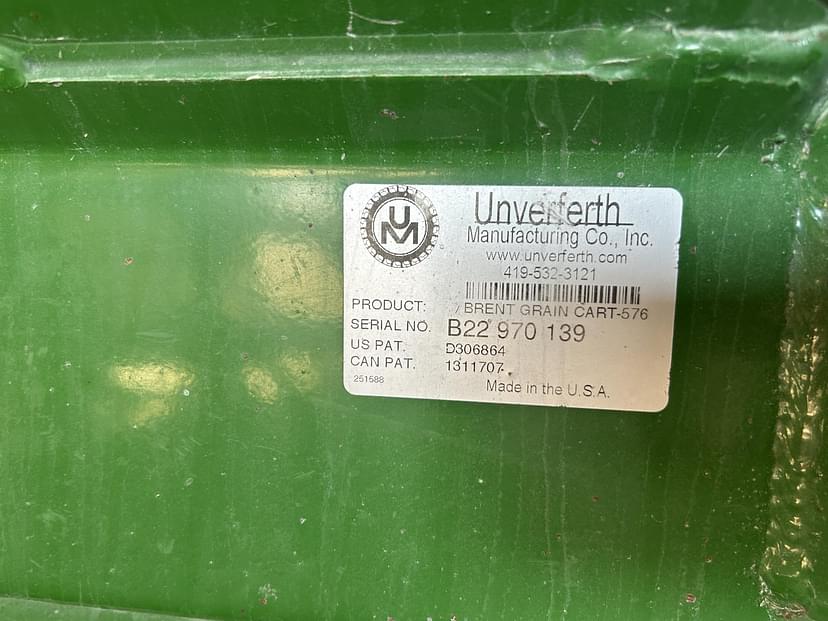 UM
Unverferth
Manufacturing Co., Inc.
www.unverferth.com
419-532-3121
PRODUCT: BRENT GRAIN CART-576
SERIAL NO. B22 970 139
US PAT. D306864
CAN PAT. 1311707
251588 Made in the U.S.A.